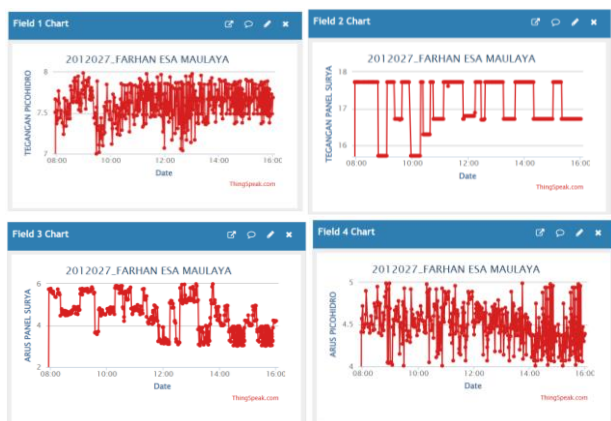 Field 1 Chart
2012027_FARHAN ESA MAULAYA
TEGANGAN PICOHIDRO
8
7.5
7
08:00 10:00 12:00 14:00 16:00
Date
ThingSpeak.com
Field 2 Chart
2012027_FARHAN ESA MAULAYA
TEGANGAN PANEL SURYA
18
17
16
08:00 10:00 12:00 14:00 16:00
Date
ThingSpeak.com
Field 3 Chart
2012027_FARHAN ESA MAULAYA
ARUS PANEL SURYA
6
4
2
08:00 10:00 12:00 14:00 16:00
Date
ThingSpeak.com
Field 4 Chart
2012027_FARHAN ESA MAULAYA
ARUS PICOHIDRO
5
4.5
4
08:00 10:00 12:00 14:00 16:00
Date
ThingSpeak.com